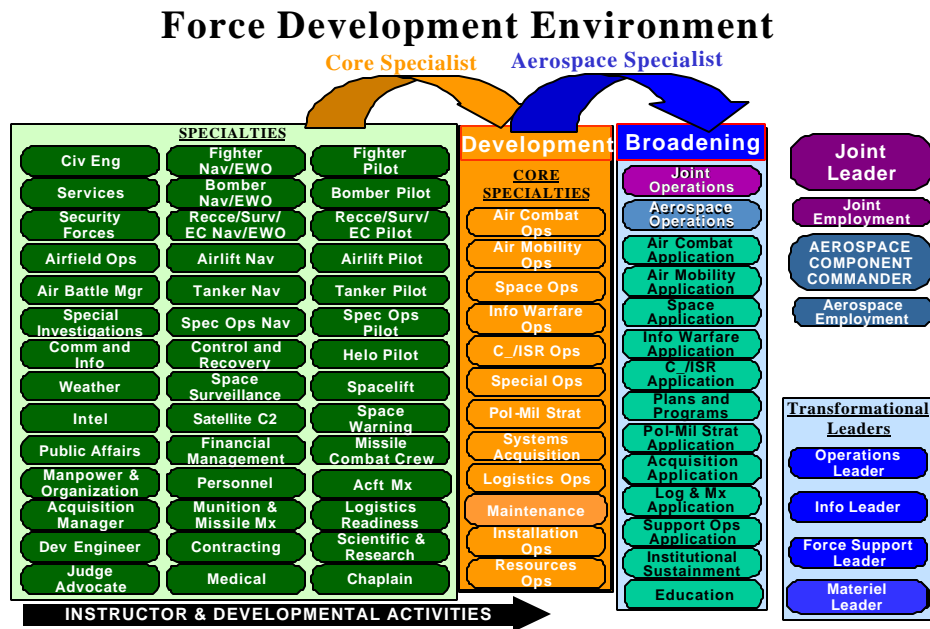 Force Development Environment
Core Specialist
Aerospace Specialist
SPECIALTIES
Civ Eng
Services
Security
Forces
Airfield Ops
Air Battle Mgr
Special
Investigations
Comm and
Info
Weather
Intel
Public Affairs
Manpower &
Organization
Acquisition
Manager
Dev Engineer
Judge
Advocate
Fighter
Nav/EWO
Bomber
Nav/EWO
Recce/Surv/
EC Nav/EWO
Airlift Nav
Tanker Nav
Spec Ops Nav
Control and
Recovery
Space
Surveillance
Satellite C2
Financial
Management
Personnel
Munition &
Missile Mx
Contracting
Medical
Fighter
Pilot
Bomber Pilot
Recce/Surv/
EC Pilot
Airlift Pilot
Tanker Pilot
Spec Ops
Pilot
Helo Pilot
Spacelift
Space
Warning
Missile
Combat Crew
Acft Mx
Logistics
Readiness
Scientific &
Research
Chaplain
INSTRUCTOR & DEVELOPMENTAL ACTIVITIES
Development
CORE
SPECIALTIES
Air Combat
Ops
Air Mobility
Ops
Space Ops
Info Warfare
Ops
C_/ISR Ops
Special Ops
Pol-Mil Strat
Systems
Acquisition
Logistics Ops
Maintenance
Installation
Ops
Resources
Ops
Broadening
Joint
Operations
Aerospace
Operations
Air Combat
Application
Air Mobility
Application
Space
Application
Info Warfare
Application
C_/ISR
Application
Plans and
Programs
Pol-Mil Strat
Application
Acquisition
Application
Log & Mx
Application
Support Ops
Application
Institutional
Sustainment
Education
Joint
Leader
Joint
Employment
AEROSPACE
COMPONENT
COMMANDER
Aerospace
Employment
Transformational
Leaders
Operations
Leader
Info Leader
Force Support
Leader
Materiel
Leader